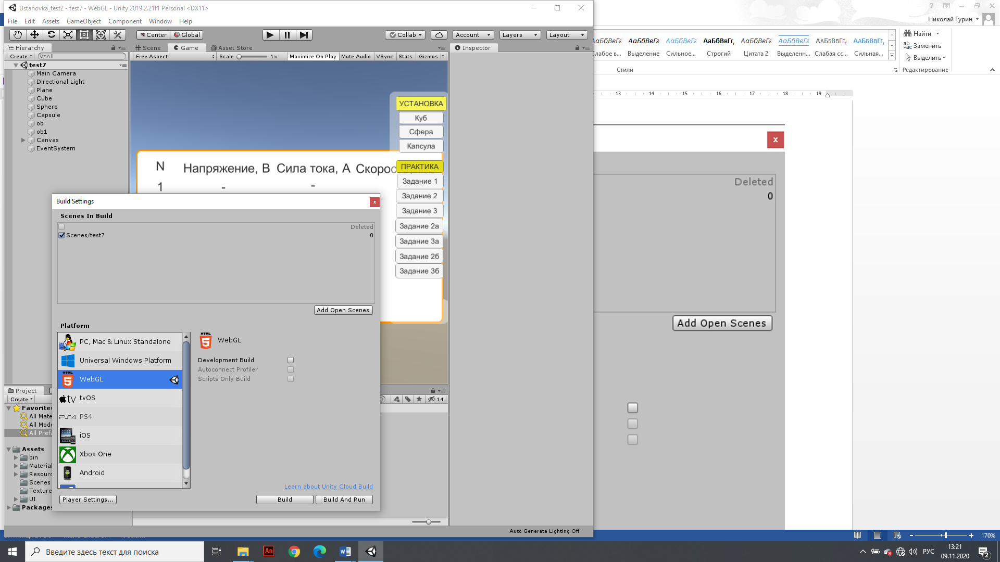 Ustanovka_test2 - test7 - WebGL - Unity 2019.2.21f1 Personal <DX11>
File Edit Assets GameObject Component Window Help
Center Global Collab Account Layers Layout
Hierarchy
Create All
test7
Main Camera
Directional Light
Plane
Cube
Sphere
Capsule
ob
ob1
Canvas
EventSystem
Scene Game Asset Store
Free Aspect Scale 1x Maximize On Play Mute Audio VSync Stats Gizmos
Inspector
УСТАНОВКА
Куб
Сфера
Капсула
ПРАКТИКА
Задание 1
Задание 2
Задание 3
Задание 2а
Задание 3а
Задание 2б
Задание 3б
N Напряжение, В Сила тока, А
1 - -
Build Settings
x
Scenes In Build
Deleted
Scenes/test7 0
Add Open Scenes
Platform
PC, Mac & Linux Standalone
Universal Windows Platform
HTML 5 WebGL
tv tvOS
PS4 PS4
iOS
Xbox One
Android
HTML 5 WebGL
Development Build
Autoconnect Profiler
Scripts Only Build
Learn about Unity Cloud Build
Player Settings... Build Build And Run
Project
Create
14
Favorites
All Mate
All Mode
All Prefa
Assets
bin
Material
Resourc
Scenes
Texture
UI
Packages
Auto Generate Lighting Off
Николай Гурин
АаБбВвГг АаБбВвГг АаБбВвГг АаБбВвГг, АаБбВвГг АаБбВвГг ААБбВВГГ, ААБбВВГГ,
Слабое в... Выделение Сильное... Строгий Цитата 2 Выделенн... Слабая сс... Сильная...
Стили
Найти
Заменить
Выделить
Редактирование
13 14 15 16 17 18 19
x
Deleted
0
Add Open Scenes
170%
Введите здесь текст для поиска
An
РУС
13:21
09.11.2020
2